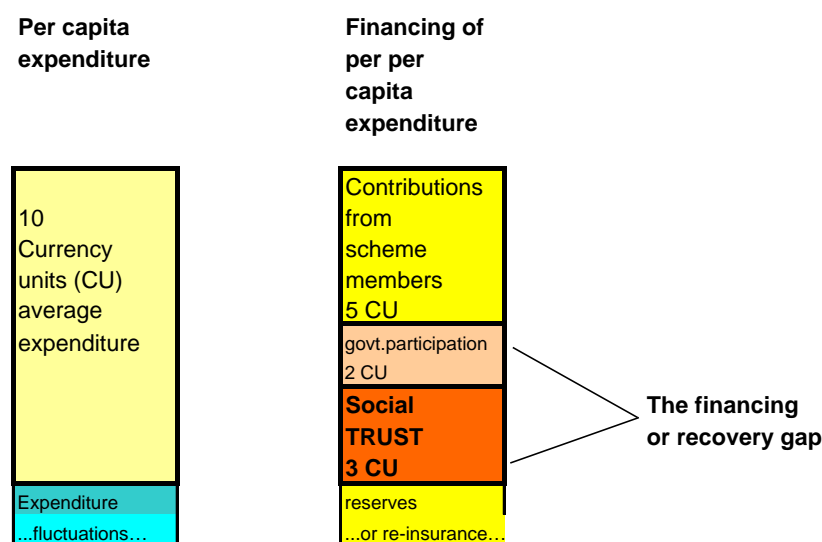 Per capita
expenditure
Financing of
per per
capita
expenditure
10
Currency
units (CU)
average
expenditure
Expenditure
...fluctuations…
Contributions
from
scheme
members
5 CU
govt.participation
2 CU
Social
TRUST
3 CU
reserves
...or re-insurance…
The financing
or recovery gap